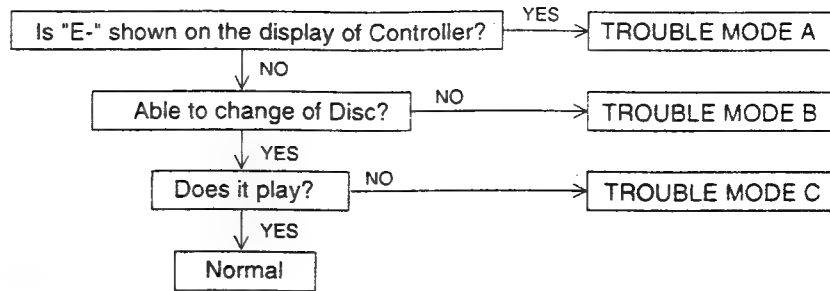 Is "E-" shown on the display of Controller?
YES
TROUBLE MODE A
NO
Able to change of Disc?
NO
TROUBLE MODE B
YES
Does it play?
NO
TROUBLE MODE C
YES
Normal